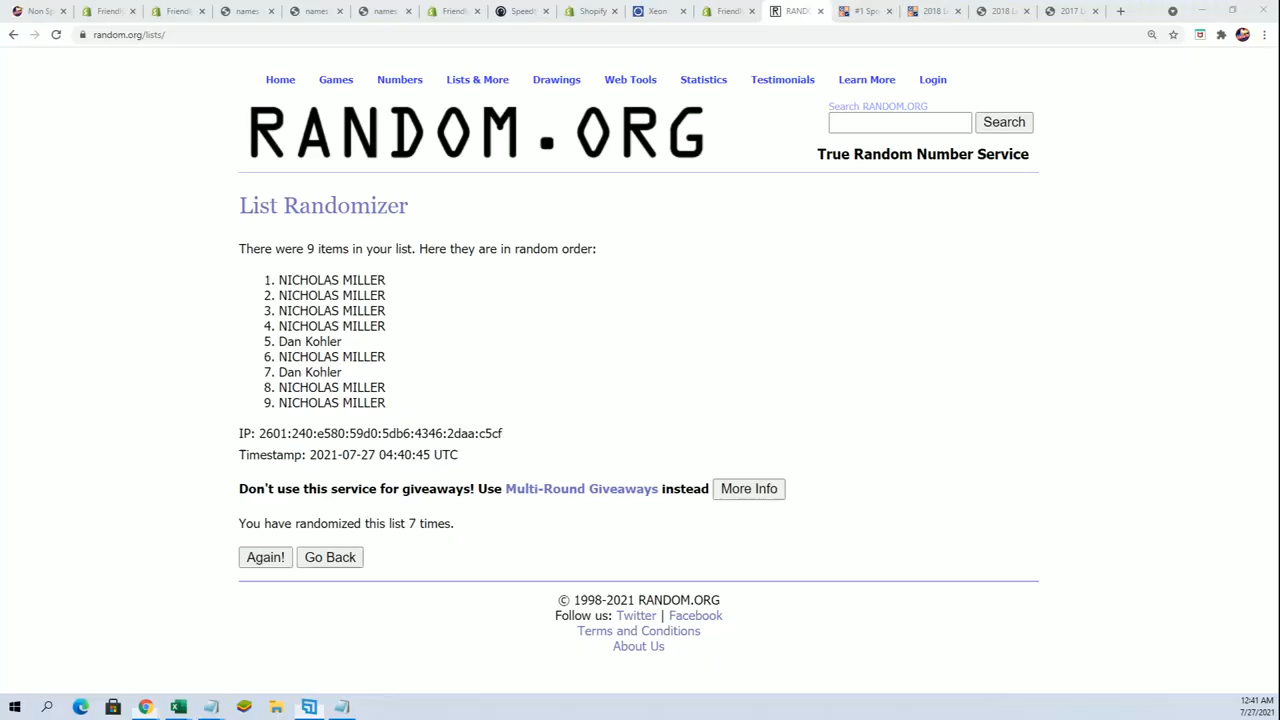 Non Sp
Friendl
Friendl
names
names
names
Friendl
Speed
Shopify
Xeon
Friendl
RANDO
#1 Spo
2018 L
2018 L
2017 L
random.org/lists/
Home Games Numbers Lists & More Drawings Web Tools Statistics Testimonials Learn More Login
RANDOM.ORG
Search RANDOM.ORG
Search
True Random Number Service
List Randomizer
There were 9 items in your list. Here they are in random order:
1. NICHOLAS MILLER
2. NICHOLAS MILLER
3. NICHOLAS MILLER
4. NICHOLAS MILLER
5. Dan Kohler
6. NICHOLAS MILLER
7. Dan Kohler
8. NICHOLAS MILLER
9. NICHOLAS MILLER
IP: 2601:240:e580:59d0:5db6:4346:2daa:c5cf
Timestamp: 2021-07-27 04:40:45 UTC
Don't use this service for giveaways! Use Multi-Round Giveaways instead More Info
You have randomized this list 7 times.
Again! Go Back
© 1998-2021 RANDOM.ORG
Follow us: Twitter | Facebook
Terms and Conditions
About Us
12:41 AM
7/27/2021